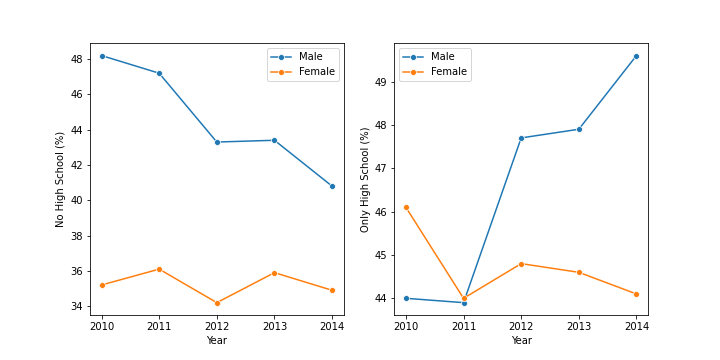 No High School (%)
48
46
44
42
40
38
36
34
2010 2011 2012 2013 2014
Year
Male
Female
Only High School (%)
49
48
47
46
45
44
2010 2011 2012 2013 2014
Year
Male
Female